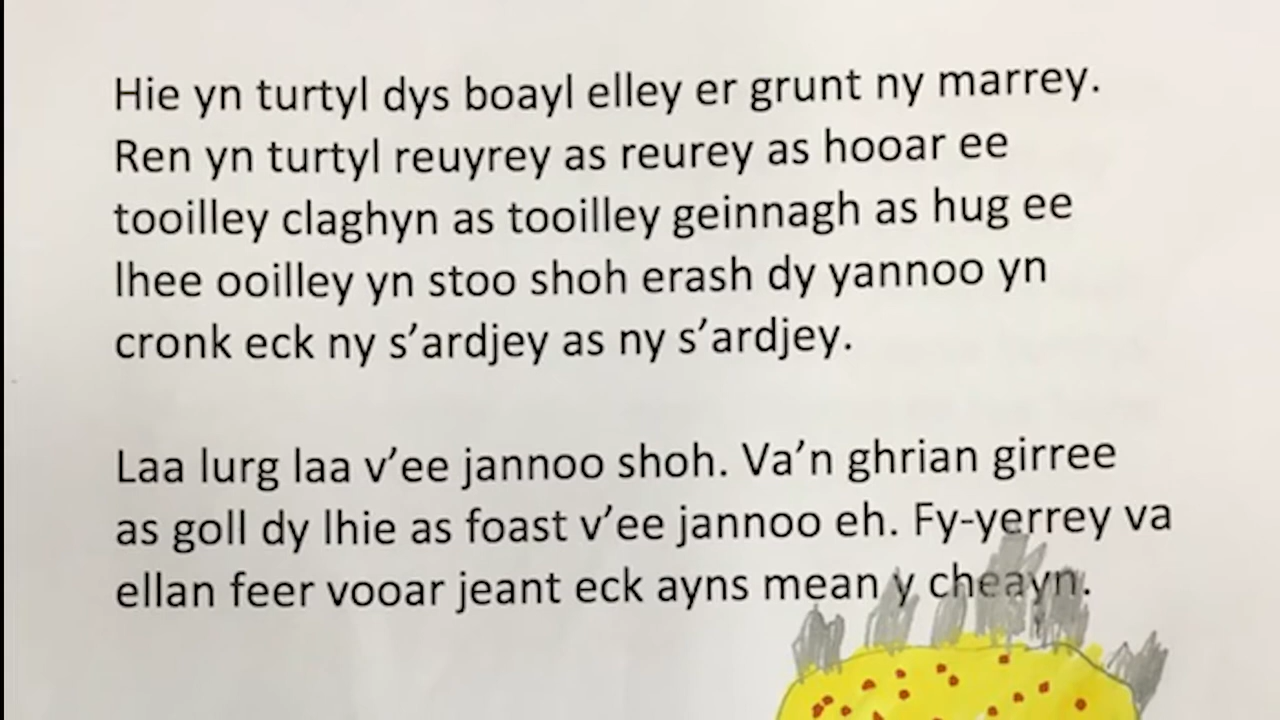 Hie yn turtyl dys boayl elley er grunt ny marrey.
Ren yn turtyl reuyrey as reurey as hooar ee
tooilley claghyn as tooilley geinnagh as hug ee
lhee ooilley yn stoo shoh erash dy yannoo yn
cronk eck ny s’ardjey as ny s’ardjey.
Laa lurg laa v’ee jannoo shoh. Va’n ghrian girree
as goll dy lhie as foast v’ee jannoo eh. Fy-yerrey va
ellan feer vooar jeant eck ayns mean y cheayn.